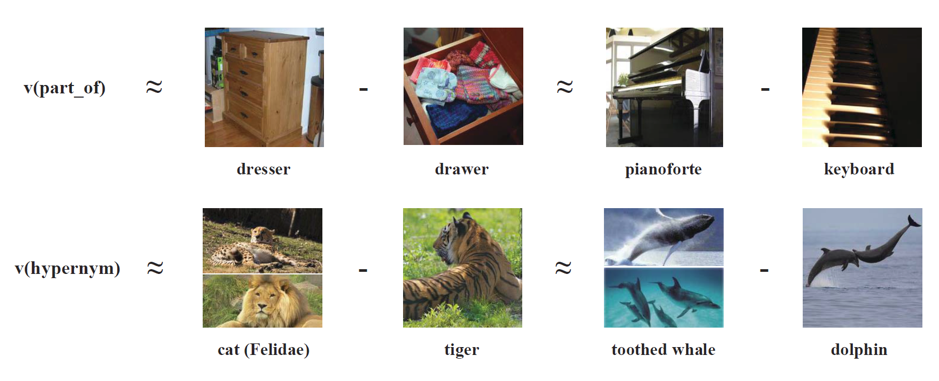 v(part_of) ≈ - ≈ -
dresser drawer pianoforte keyboard
v(hypernym) ≈ - ≈ -
cat (Felidae) tiger toothed whale dolphin